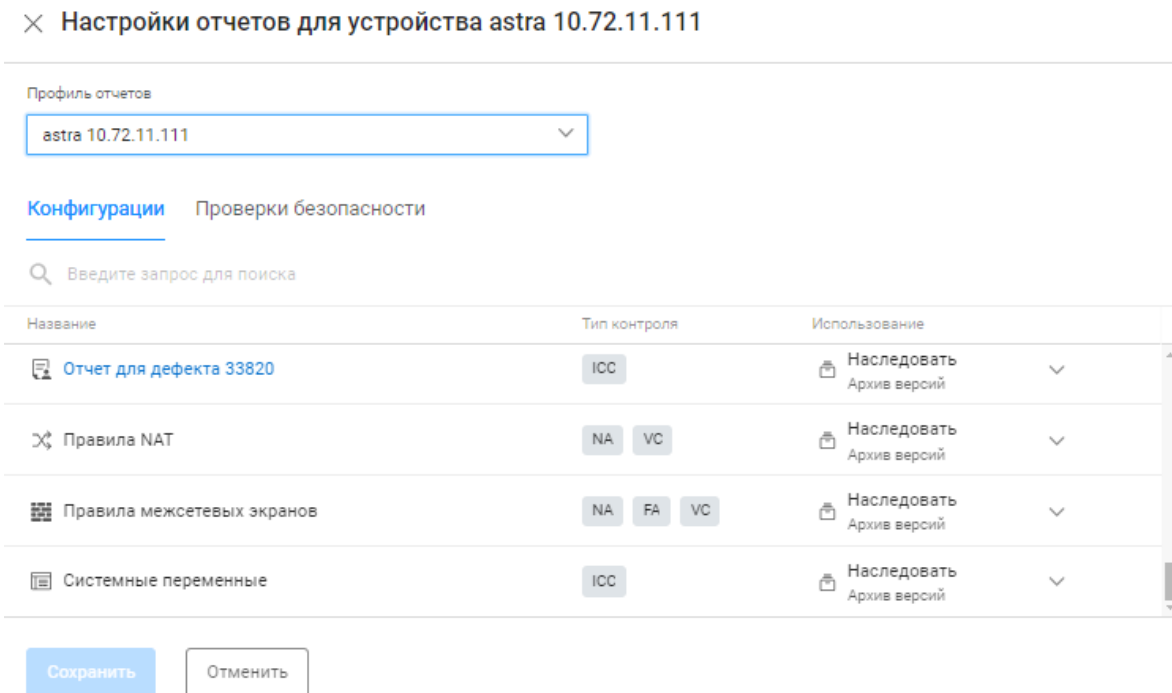 Настройки отчетов для устройства astra 10.72.11.111
Профиль отчетов
astra 10.72.11.111
Конфигурации Проверки безопасности
Введите запрос для поиска
Название Тип контроля Использование
Отчет для дефекта 33820 ICC Наследовать
Архив версий
Правила NAT NA VC Наследовать
Архив версий
Правила межсетевых экранов NA FA VC Наследовать
Архив версий
Системные переменные ICC Наследовать
Архив версий
Сохранить Отменить